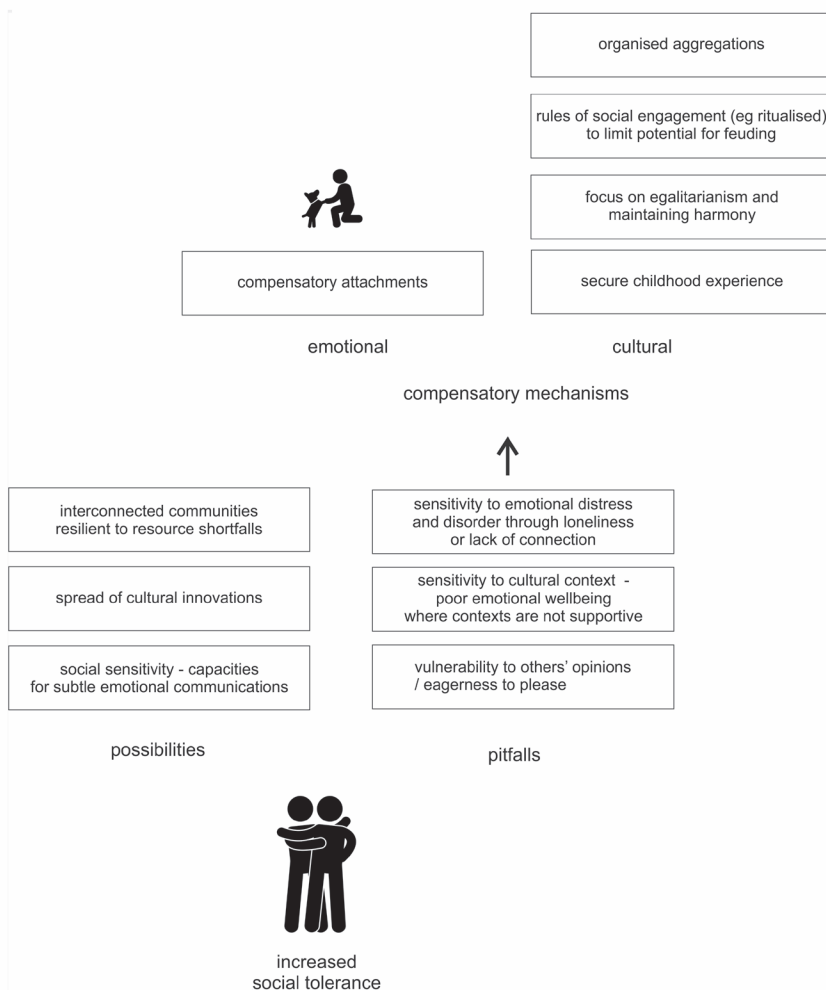 organised aggregations
rules of social engagement (eg ritualised)
to limit potential for feuding
focus on egalitarianism and
maintaining harmony
secure childhood experience
compensatory attachments
emotional
cultural
compensatory mechanisms
interconnected communities
resilient to resource shortfalls
spread of cultural innovations
social sensitivity - capacities
for subtle emotional communications
possibilities
sensitivity to emotional distress
and disorder through loneliness
or lack of connection
sensitivity to cultural context -
poor emotional wellbeing
where contexts are not supportive
vulnerability to others’ opinions
/ eagerness to please
pitfalls
increased
social tolerance